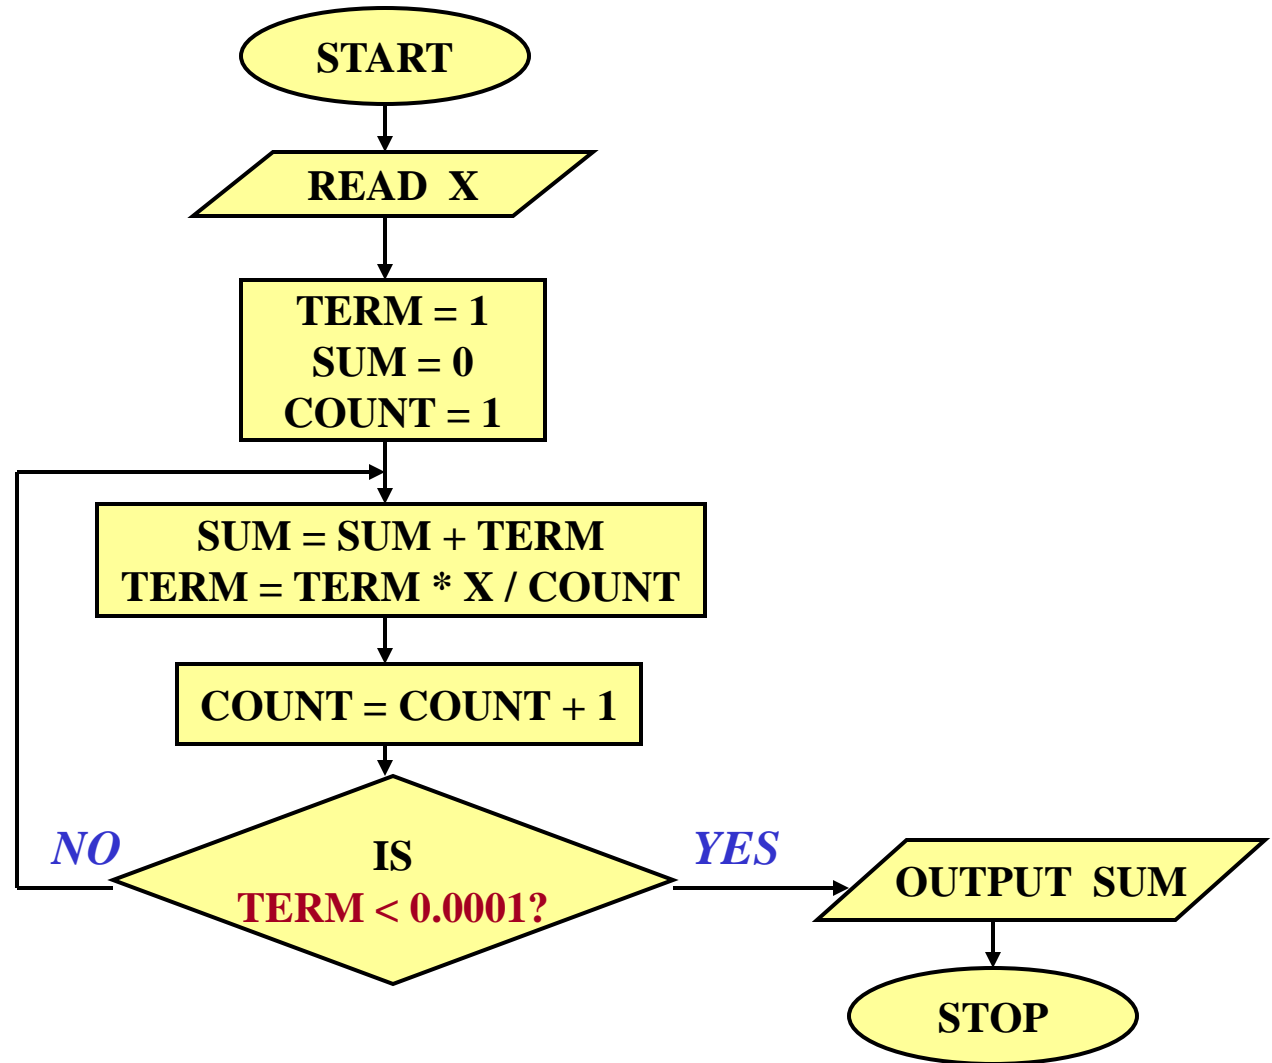 START
READ X
TERM = 1
SUM = 0
COUNT = 1
SUM = SUM + TERM
TERM = TERM * X / COUNT
COUNT = COUNT + 1
NO
IS
TERM < 0.0001?
YES
OUTPUT SUM
STOP